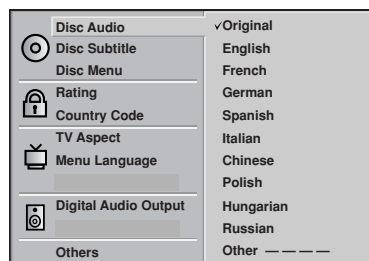 Disc Audio
Disc Subtitle
Disc Menu
Rating
Country Code
TV Aspect
Menu Language
Digital Audio Output
Others
✓Original
English
French
German
Spanish
Italian
Chinese
Polish
Hungarian
Russian
Other — — — —